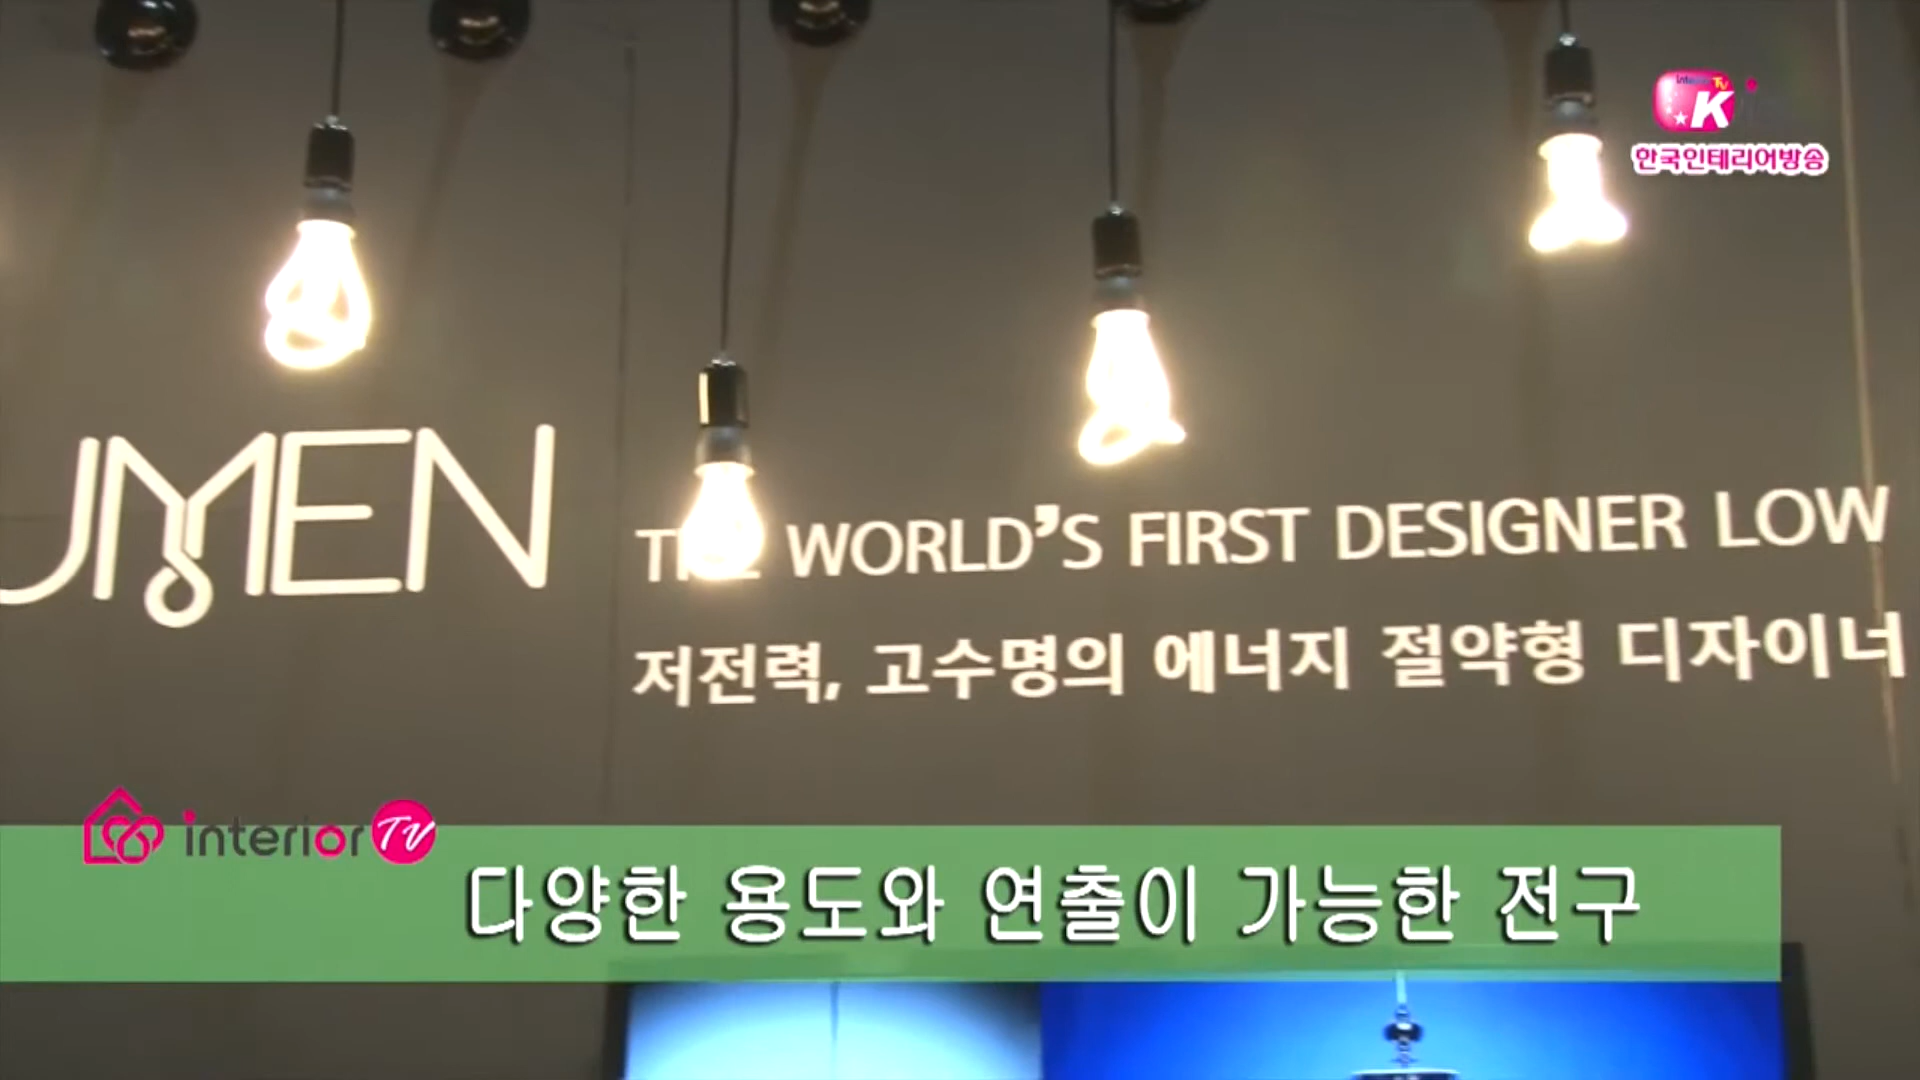 한국인테리어방송
UMEN
THE WORLD'S FIRST DESIGNER LOW
저전력, 고수명의 에너지 절약형 디자이너
interior TV
다양한 용도와 연출이 가능한 전구